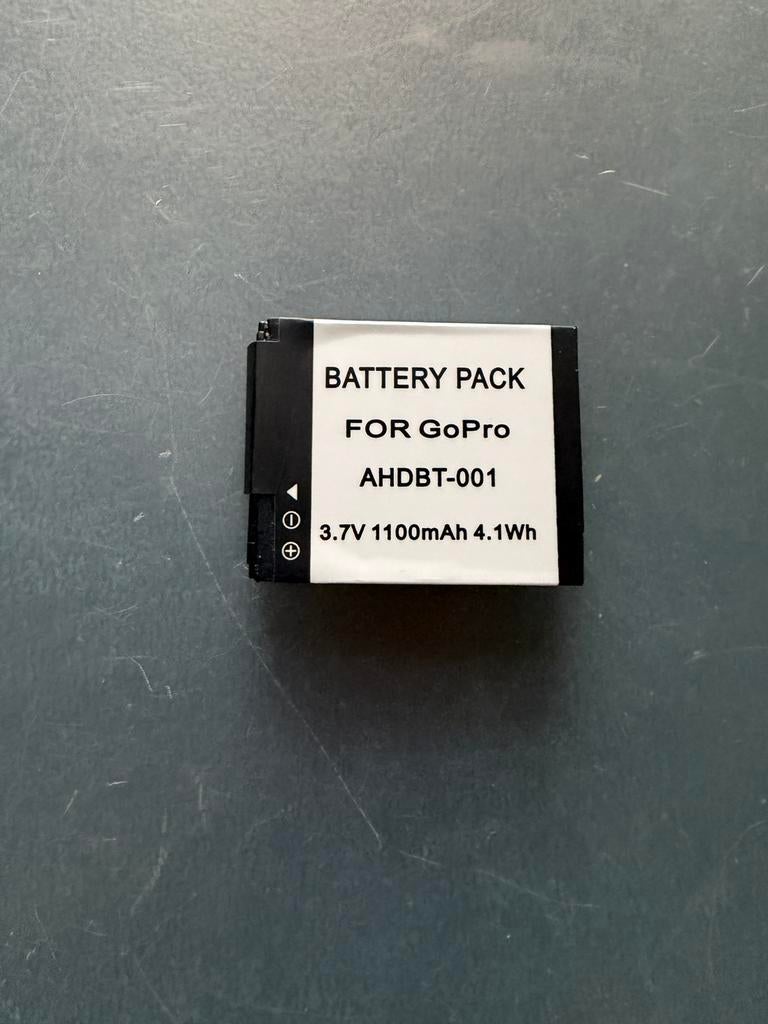 BATTERY PACK
FOR GoPro
AHDBT-001
3.7V 1100mAh 4.1Wh